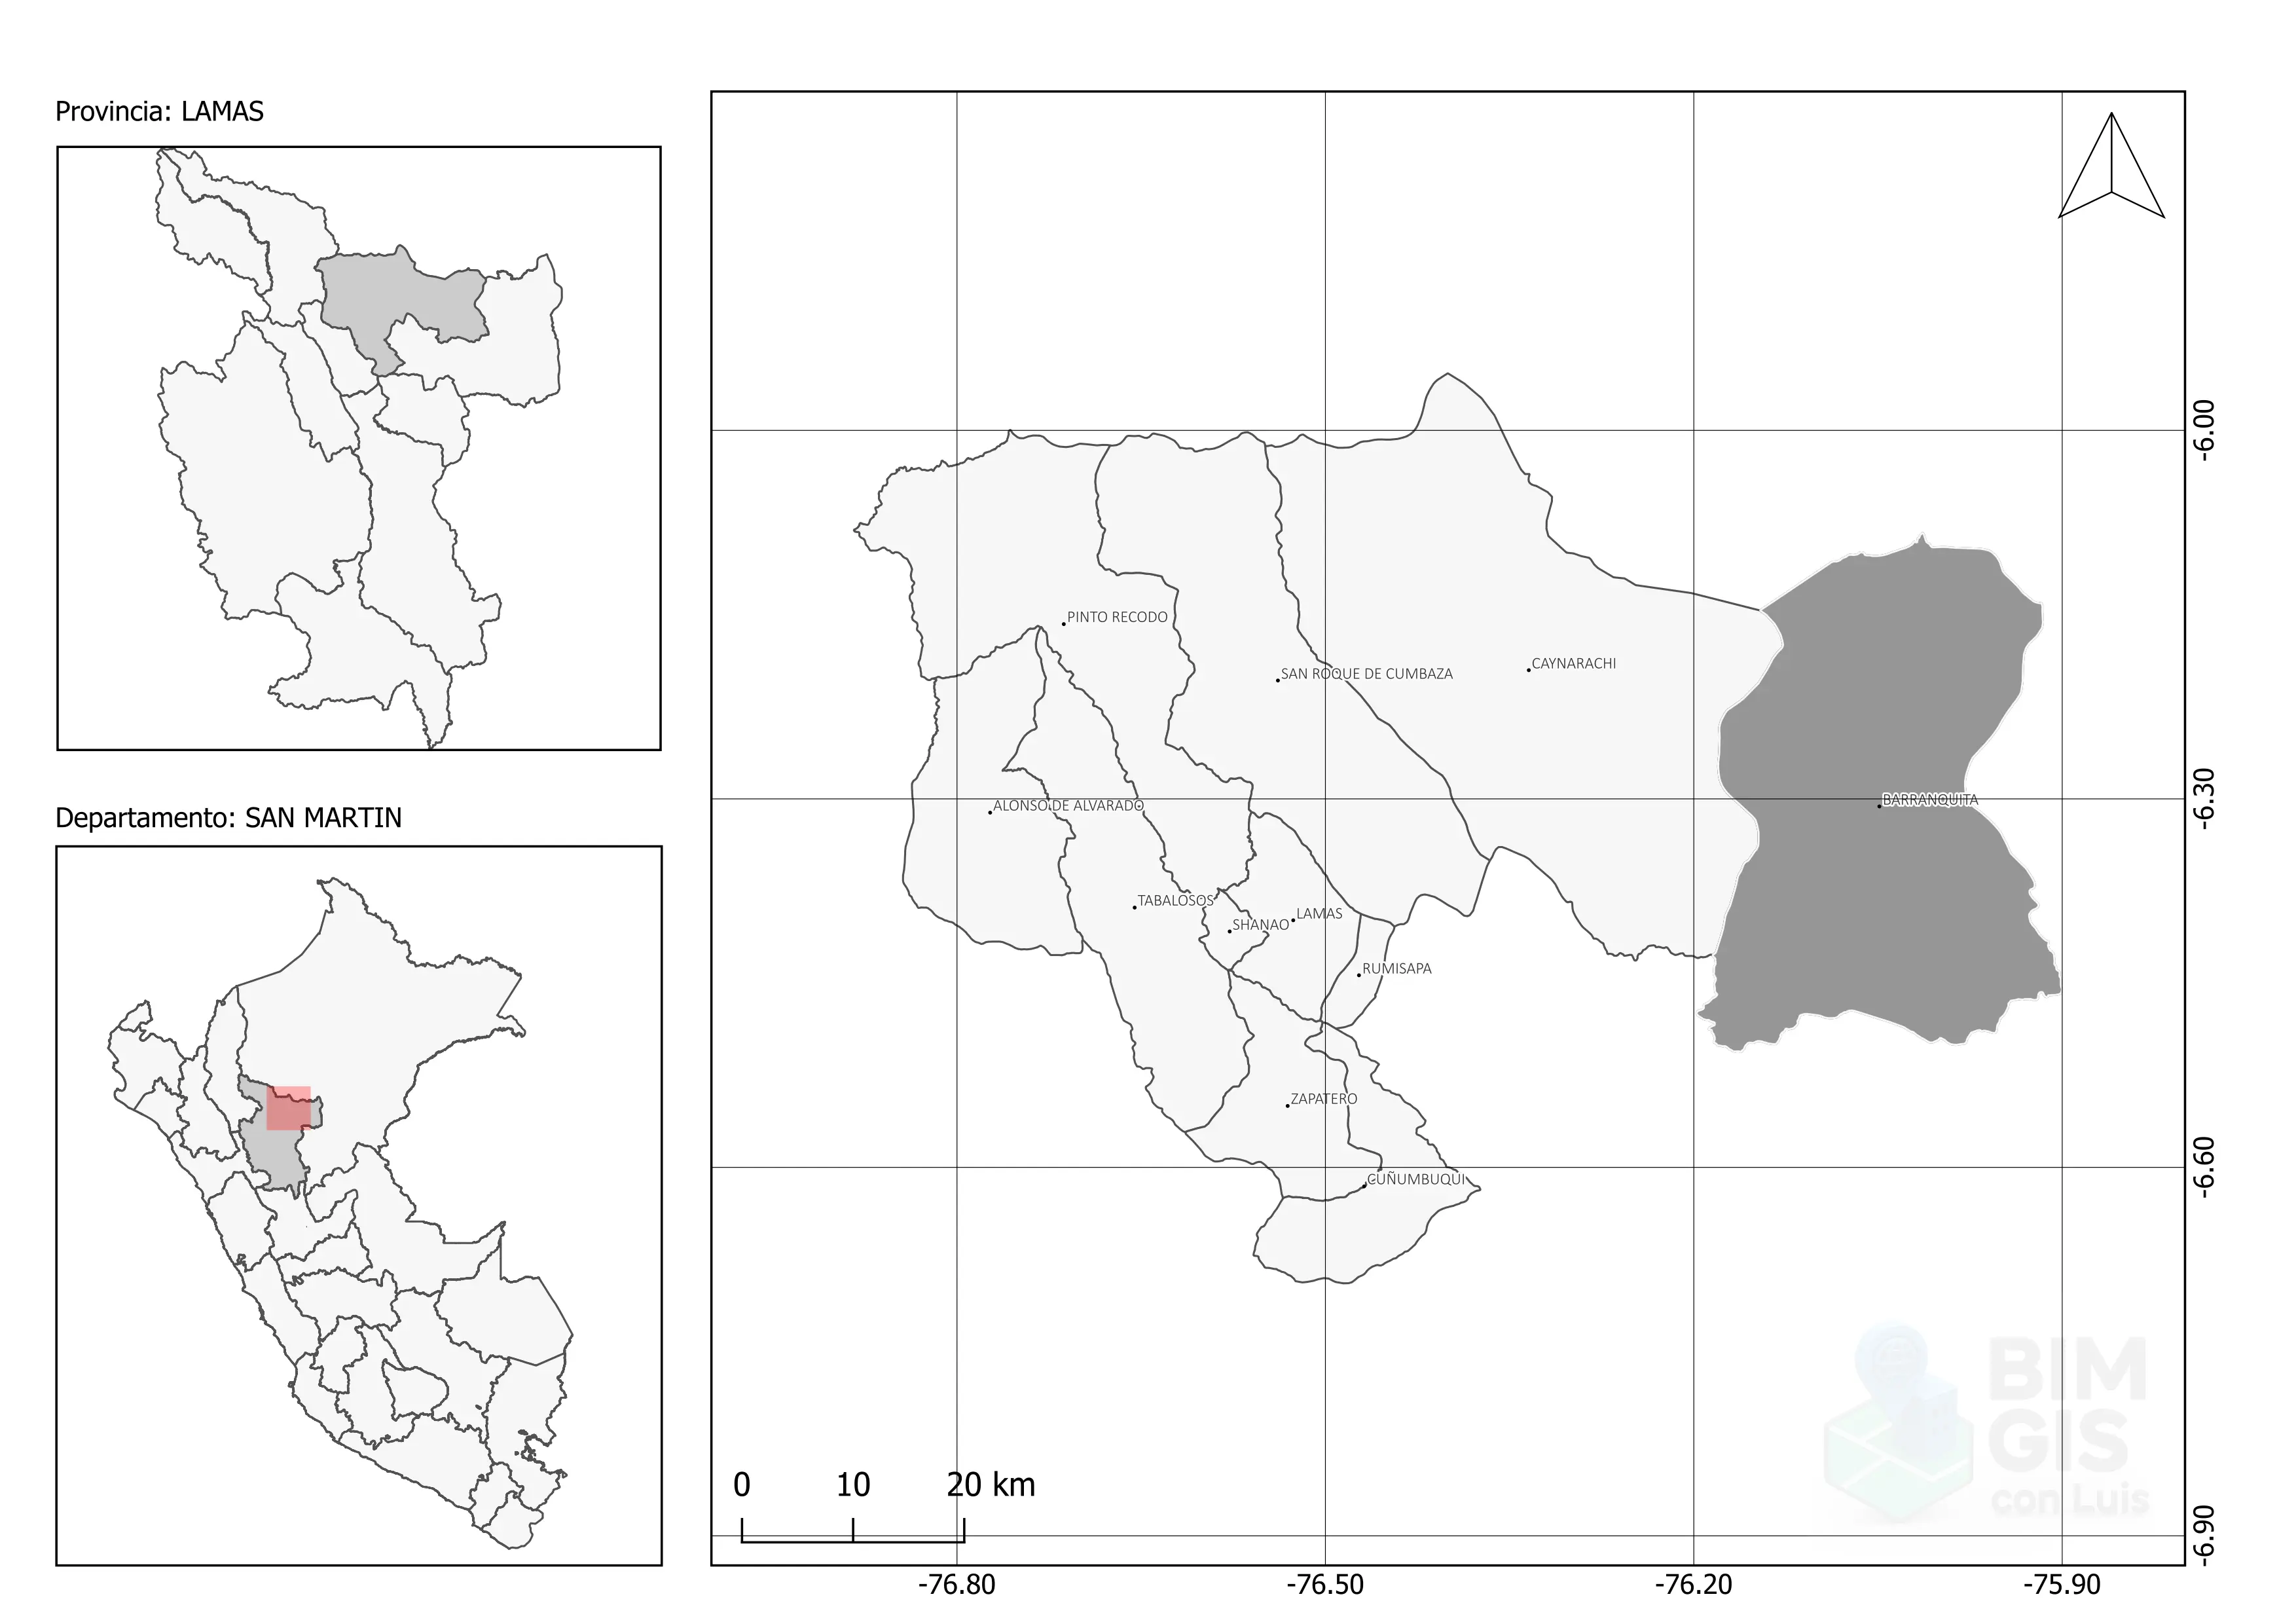 Provincia: LAMAS
Departamento: SAN MARTIN
PINTO RECODO
SAN ROQUE DE CUMBAZA
CAYNARACHI
ALONSO DE ALVARADO
BARRANQUITA
TABALOSOS
SHANAO
LAMAS
RUMISAPA
ZAPATERO
CUÑUMBUQUI
-6.00
-6.30
-6.60
-6.90
0 10 20 km
-76.80 -76.50 -76.20 -75.90
BIM
GIS
con Luis